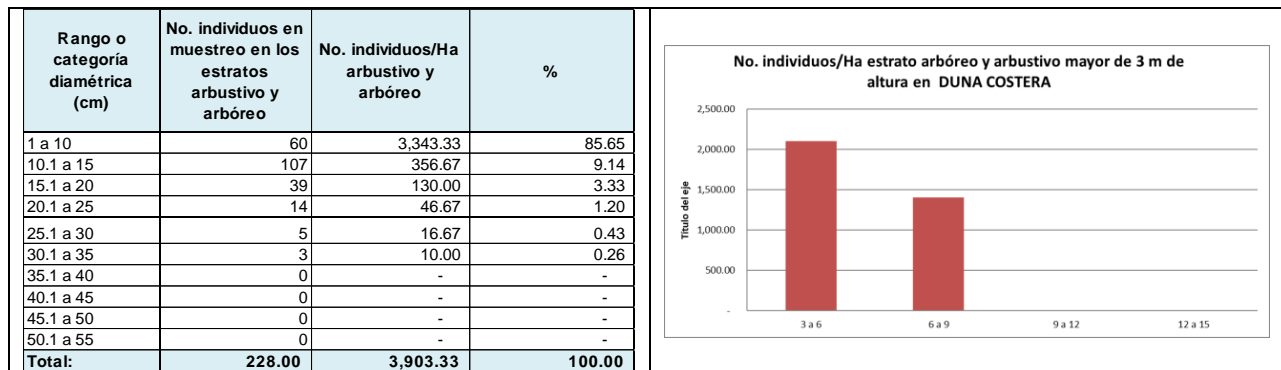 Rango o
categoría
diamétrica
(cm)
No. individuos en
muestreo en los
estratos
arbustivo y
arbóreo
No. individuos/Ha
arbustivo y
arbóreo
%
1 a 10 60 3,343.33 85.65
10.1 a 15 107 356.67 9.14
15.1 a 20 39 130.00 3.33
20.1 a 25 14 46.67 1.20
25.1 a 30 5 16.67 0.43
30.1 a 35 3 10.00 0.26
35.1 a 40 0 - -
40.1 a 45 0 - -
45.1 a 50 0 - -
50.1 a 55 0 - -
Total: 228.00 3,903.33 100.00
No. individuos/Ha estrato arbóreo y arbustivo mayor de 3 m de
altura en DUNA COSTERA
Título del eje
2,500.00
2,000.00
1,500.00
1,000.00
500.00
-
3 a 6 6 a 9 9 a 12 12 a 15